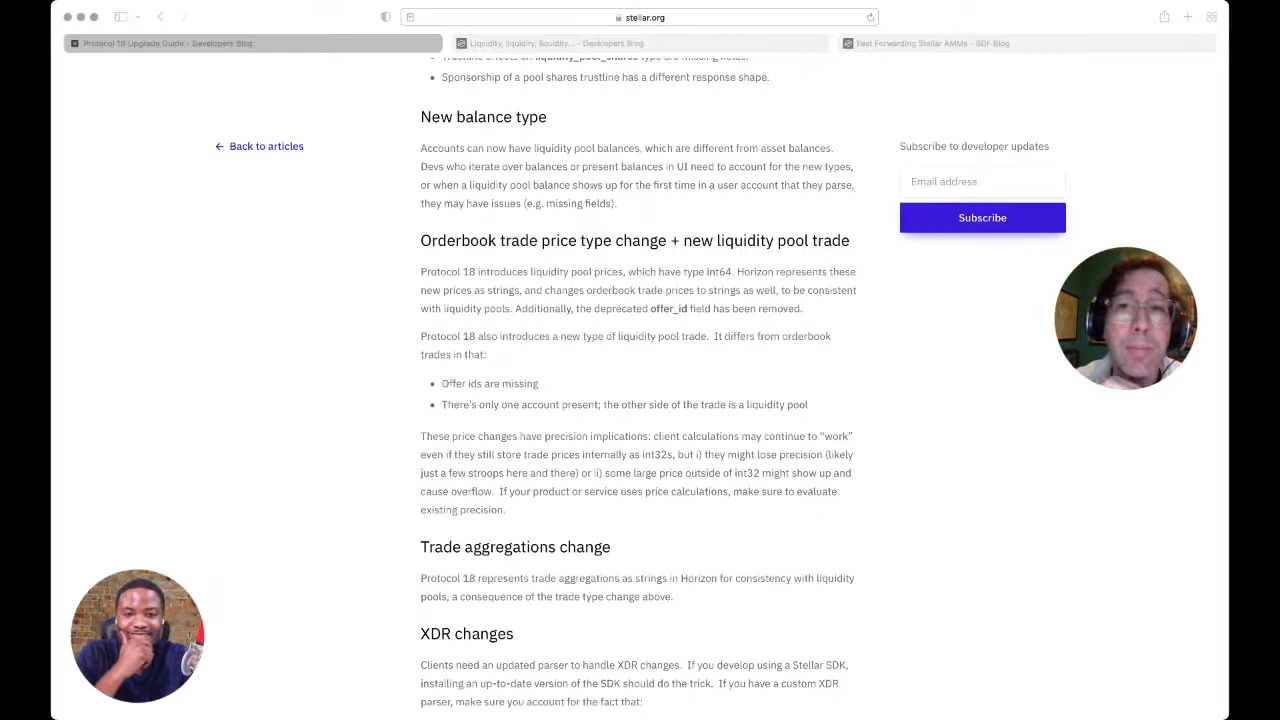 stellar.org
Protocol 18 Upgrade Guide - Developers Blog
Liquidity, liquidity, liquidity... - Developers Blog
Fast Forwarding Stellar AMMs - SDF Blog
Trustline effects on liquidity_pool_shares type are missing fields.
Sponsorship of a pool shares trustline has a different response shape.
New balance type
← Back to articles
Accounts can now have liquidity pool balances, which are different from asset balances.
Devs who iterate over balances or present balances in UI need to account for the new types,
or when a liquidity pool balance shows up for the first time in a user account that they parse,
they may have issues (e.g. missing fields).
Subscribe to developer updates
Email address
Subscribe
Orderbook trade price type change + new liquidity pool trade
Protocol 18 introduces liquidity pool prices, which have type int64. Horizon represents these
new prices as strings, and changes orderbook trade prices to strings as well, to be consistent
with liquidity pools. Additionally, the deprecated offer_id field has been removed.
Protocol 18 also introduces a new type of liquidity pool trade. It differs from orderbook
trades in that:
Offer ids are missing
There's only one account present; the other side of the trade is a liquidity pool
These price changes have precision implications: client calculations may continue to “work”
even if they still store trade prices internally as int32s, but i) they might lose precision (likely
just a few stroops here and there) or ii) some large price outside of int32 might show up and
cause overflow. If your product or service uses price calculations, make sure to evaluate
existing precision.
Trade aggregations change
Protocol 18 represents trade aggregations as strings in Horizon for consistency with liquidity
pools, a consequence of the trade type change above.
XDR changes
Clients need an updated parser to handle XDR changes. If you develop using a Stellar SDK,
installing an up-to-date version of the SDK should do the trick. If you have a custom XDR
parser, make sure you account for the fact that: